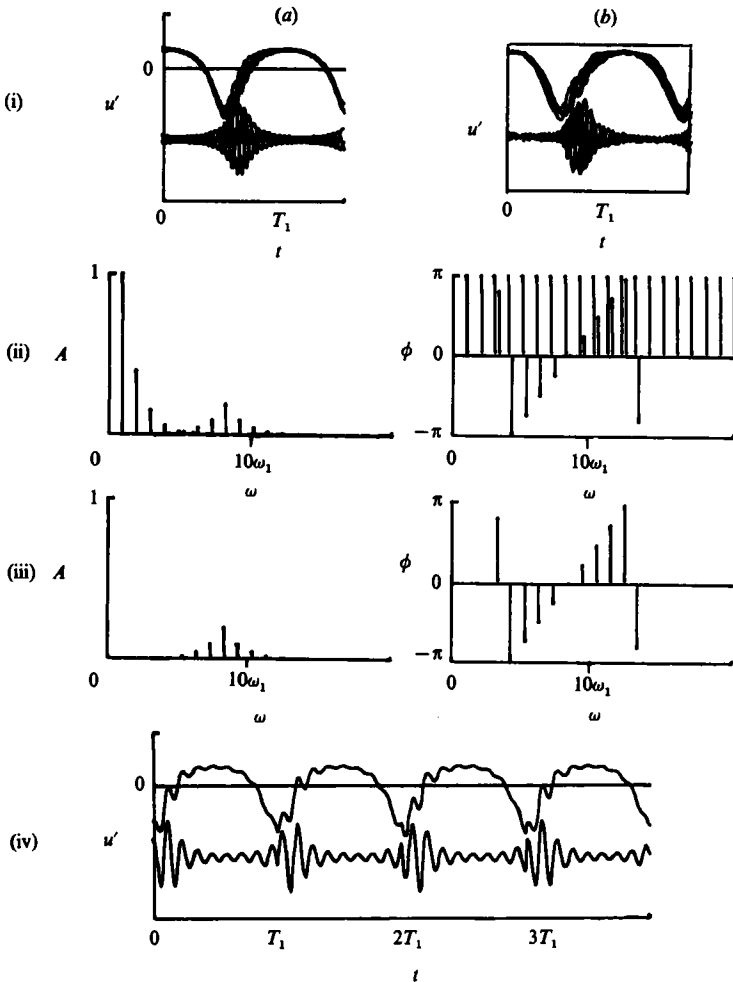 (a) (b)
(i) u′ 0 u′
0 T₁ 0 T₁
t t
(ii) A 1 ϕ π 0 −π
0 10ω₁ 0 10ω₁
ω ω
(iii) A 1 ϕ π 0 −π
0 10ω₁ 0 10ω₁
ω ω
(iv) u′ 0
0 T₁ 2T₁ 3T₁
t